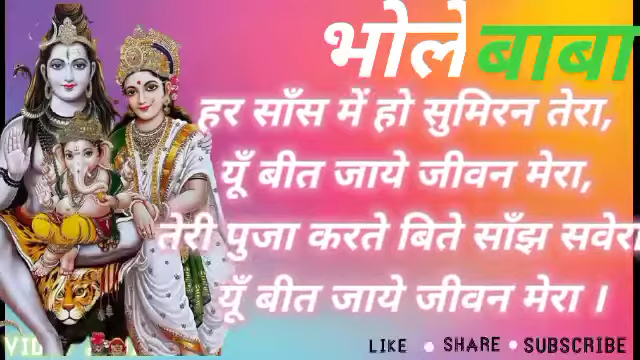 भोले बाबा
हर साँस में हो सुमिरन तेरा,
यूँ बीत जाये जीवन मेरा,
तेरी पुजा करते बिते साँझ सवेरा
यूँ बीत जाये जीवन मेरा ।
LIKE • SHARE • SUBSCRIBE